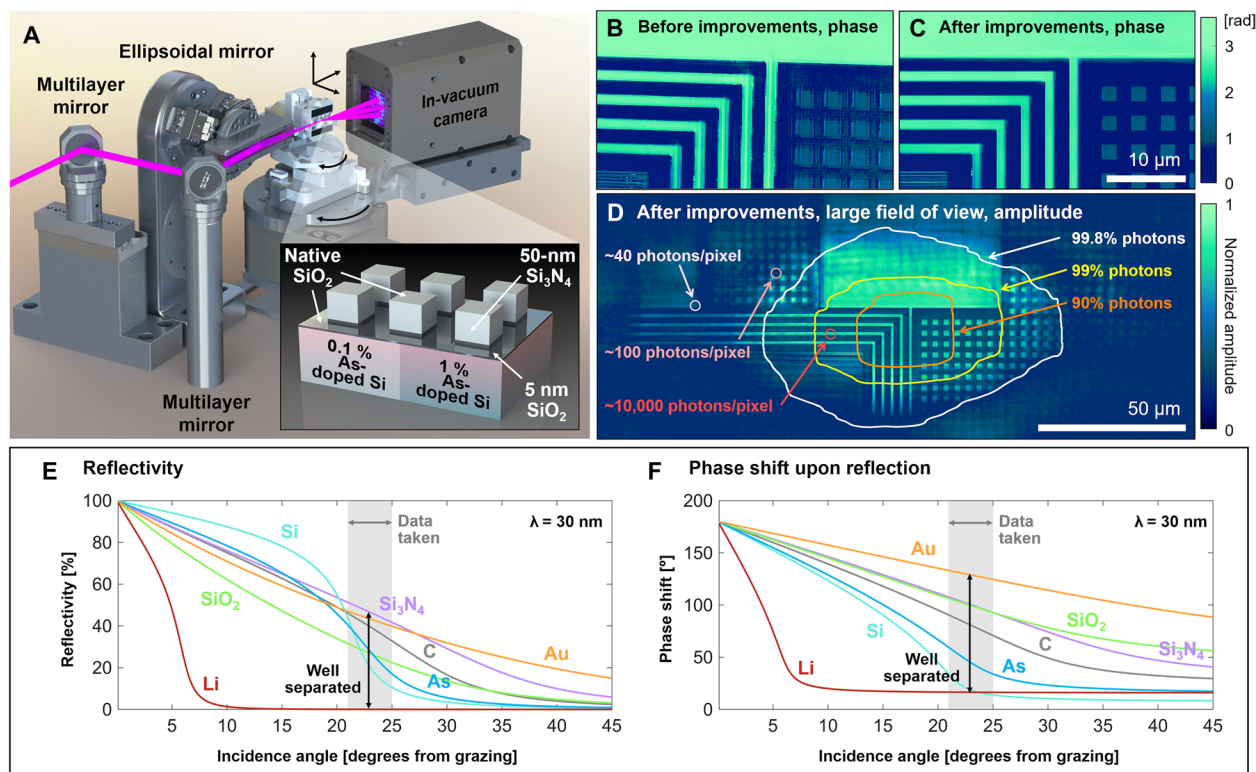 A
Ellipsoidal mirror
Multilayer
mirror
In-vacuum
camera
Multilayer
mirror
Native
SiO2
50-nm
Si3N4
0.1 %
As-
doped Si
1 %
As-
doped Si
5 nm
SiO2
B
Before improvements, phase
C
After improvements, phase
10 µm
[rad]
3
2
1
0
D
After improvements, large field of view, amplitude
~40 photons/pixel
~100 photons/pixel
~10,000 photons/pixel
99.8% photons
99% photons
90% photons
50 µm
1
0
Normalized amplitude
E
Reflectivity
100
80
60
40
20
0
Reflectivity [%]
λ = 30 nm
Data
taken
Si
SiO2
Si3N4
C
Au
As
Li
Well
separated
5
10
15
20
25
30
35
40
45
Incidence angle [degrees from grazing]
F
Phase shift upon reflection
200
150
100
50
0
Phase shift [º]
λ = 30 nm
Data
taken
Au
SiO2
Si3N4
C
As
Si
Li
Well
separated
5
10
15
20
25
30
35
40
45
Incidence angle [degrees from grazing]